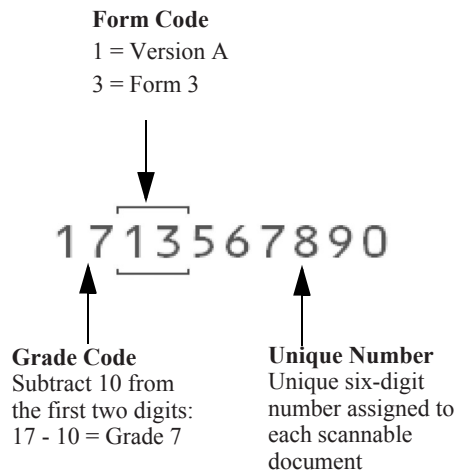 Form Code
1 = Version A
3 = Form 3
1713567890
Grade Code
Subtract 10 from
the first two digits:
17 - 10 = Grade 7
Unique Number
Unique six-digit
number assigned to
each scannable
document